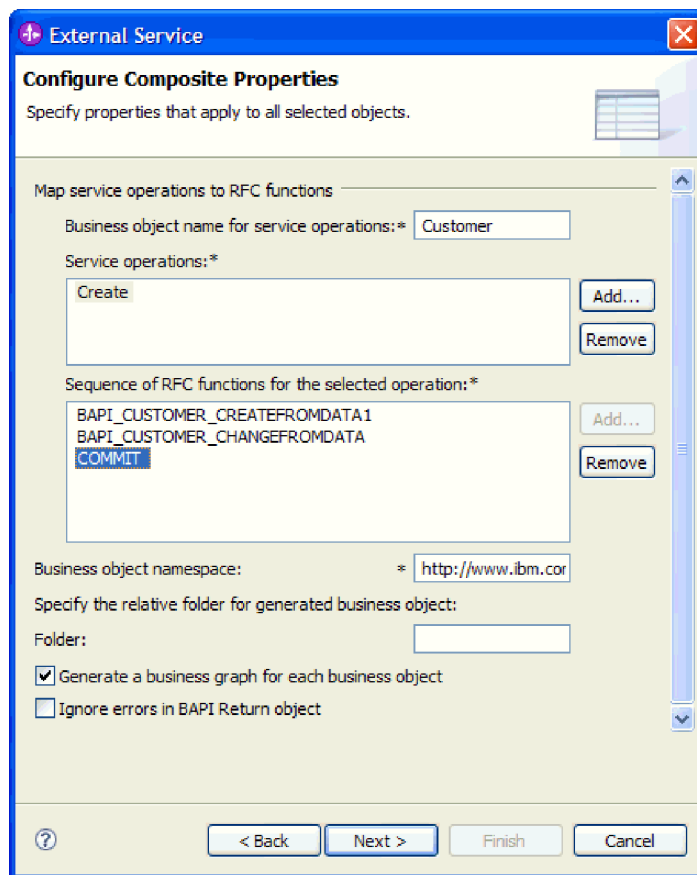 External Service
Configure Composite Properties
Specify properties that apply to all selected objects.
Map service operations to RFC functions
Business object name for service operations:* Customer
Service operations:*
Create
Add...
Remove
Sequence of RFC functions for the selected operation:*
BAPI_CUSTOMER_CREATEFROMDATA1
BAPI_CUSTOMER_CHANGEFROMDATA
COMMIT
Add...
Remove
Business object namespace: * http://www.ibm.cor
Specify the relative folder for generated business object:
Folder:
Generate a business graph for each business object
Ignore errors in BAPI Return object
? < Back Next > Finish Cancel